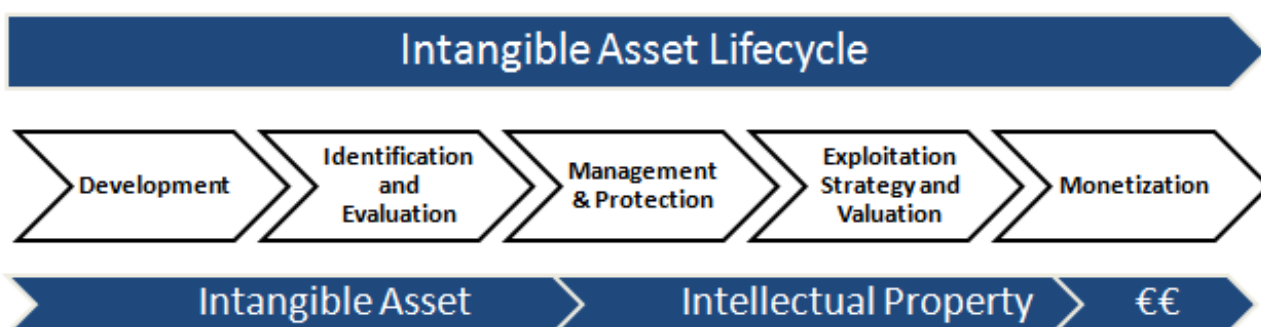 Intangible Asset Lifecycle
Development
Identification
and
Evaluation
Management
& Protection
Exploitation
Strategy and
Valuation
Monetization
Intangible Asset
Intellectual Property
€€